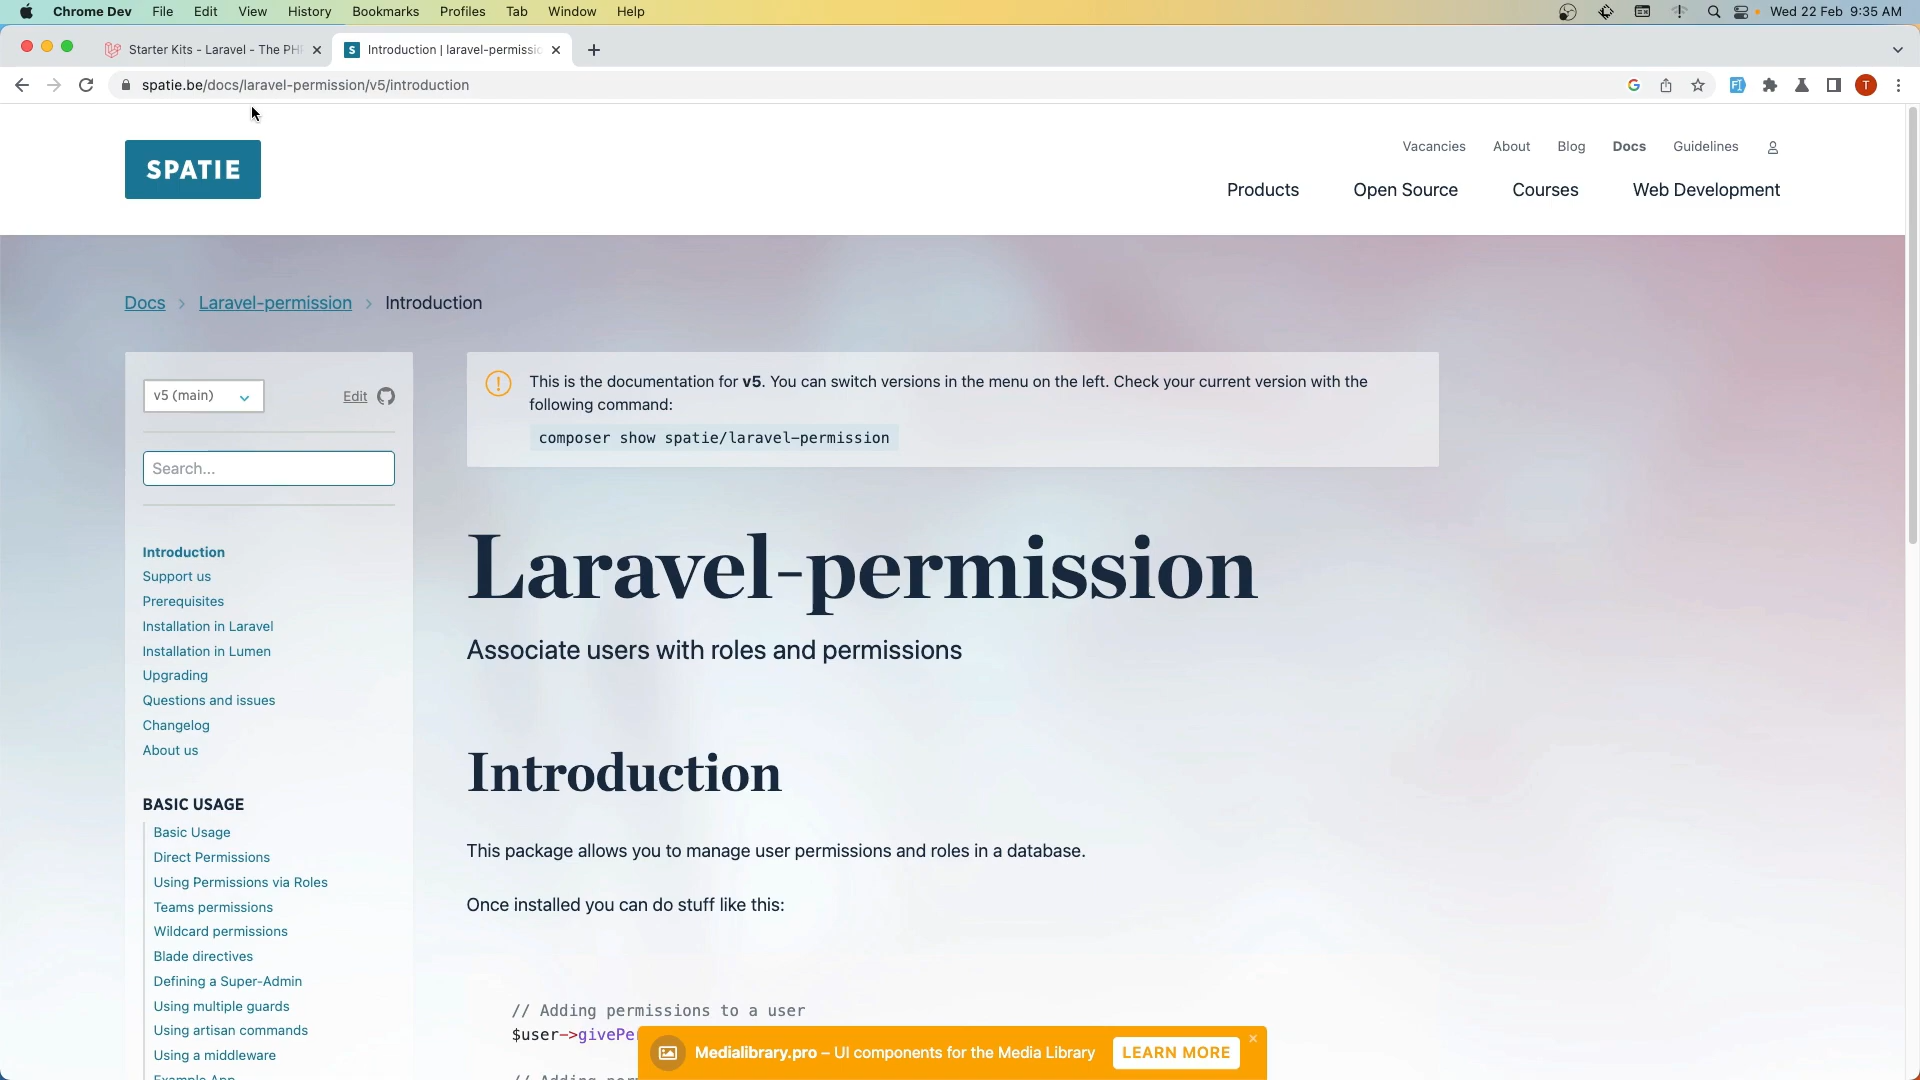 Chrome Dev File Edit View History Bookmarks Profiles Tab Window Help
Wed 22 Feb 9:35 AM
Starter Kits - Laravel - The PH
Introduction | laravel-permissio
spatie.be/docs/laravel-permission/v5/introduction
T
SPATIE
Vacancies About Blog Docs Guidelines
Products Open Source Courses Web Development
Docs > Laravel-permission > Introduction
v5 (main)
Edit
Search...
Introduction
Support us
Prerequisites
Installation in Laravel
Installation in Lumen
Upgrading
Questions and issues
Changelog
About us
BASIC USAGE
Basic Usage
Direct Permissions
Using Permissions via Roles
Teams permissions
Wildcard permissions
Blade directives
Defining a Super-Admin
Using multiple guards
Using artisan commands
Using a middleware
This is the documentation for v5. You can switch versions in the menu on the left. Check your current version with the
following command:
composer show spatie/laravel-permission
Laravel-permission
Associate users with roles and permissions
Introduction
This package allows you to manage user permissions and roles in a database.
Once installed you can do stuff like this:
// Adding permissions to a user
$user->givePe
Medialibrary.pro – UI components for the Media Library
LEARN MORE